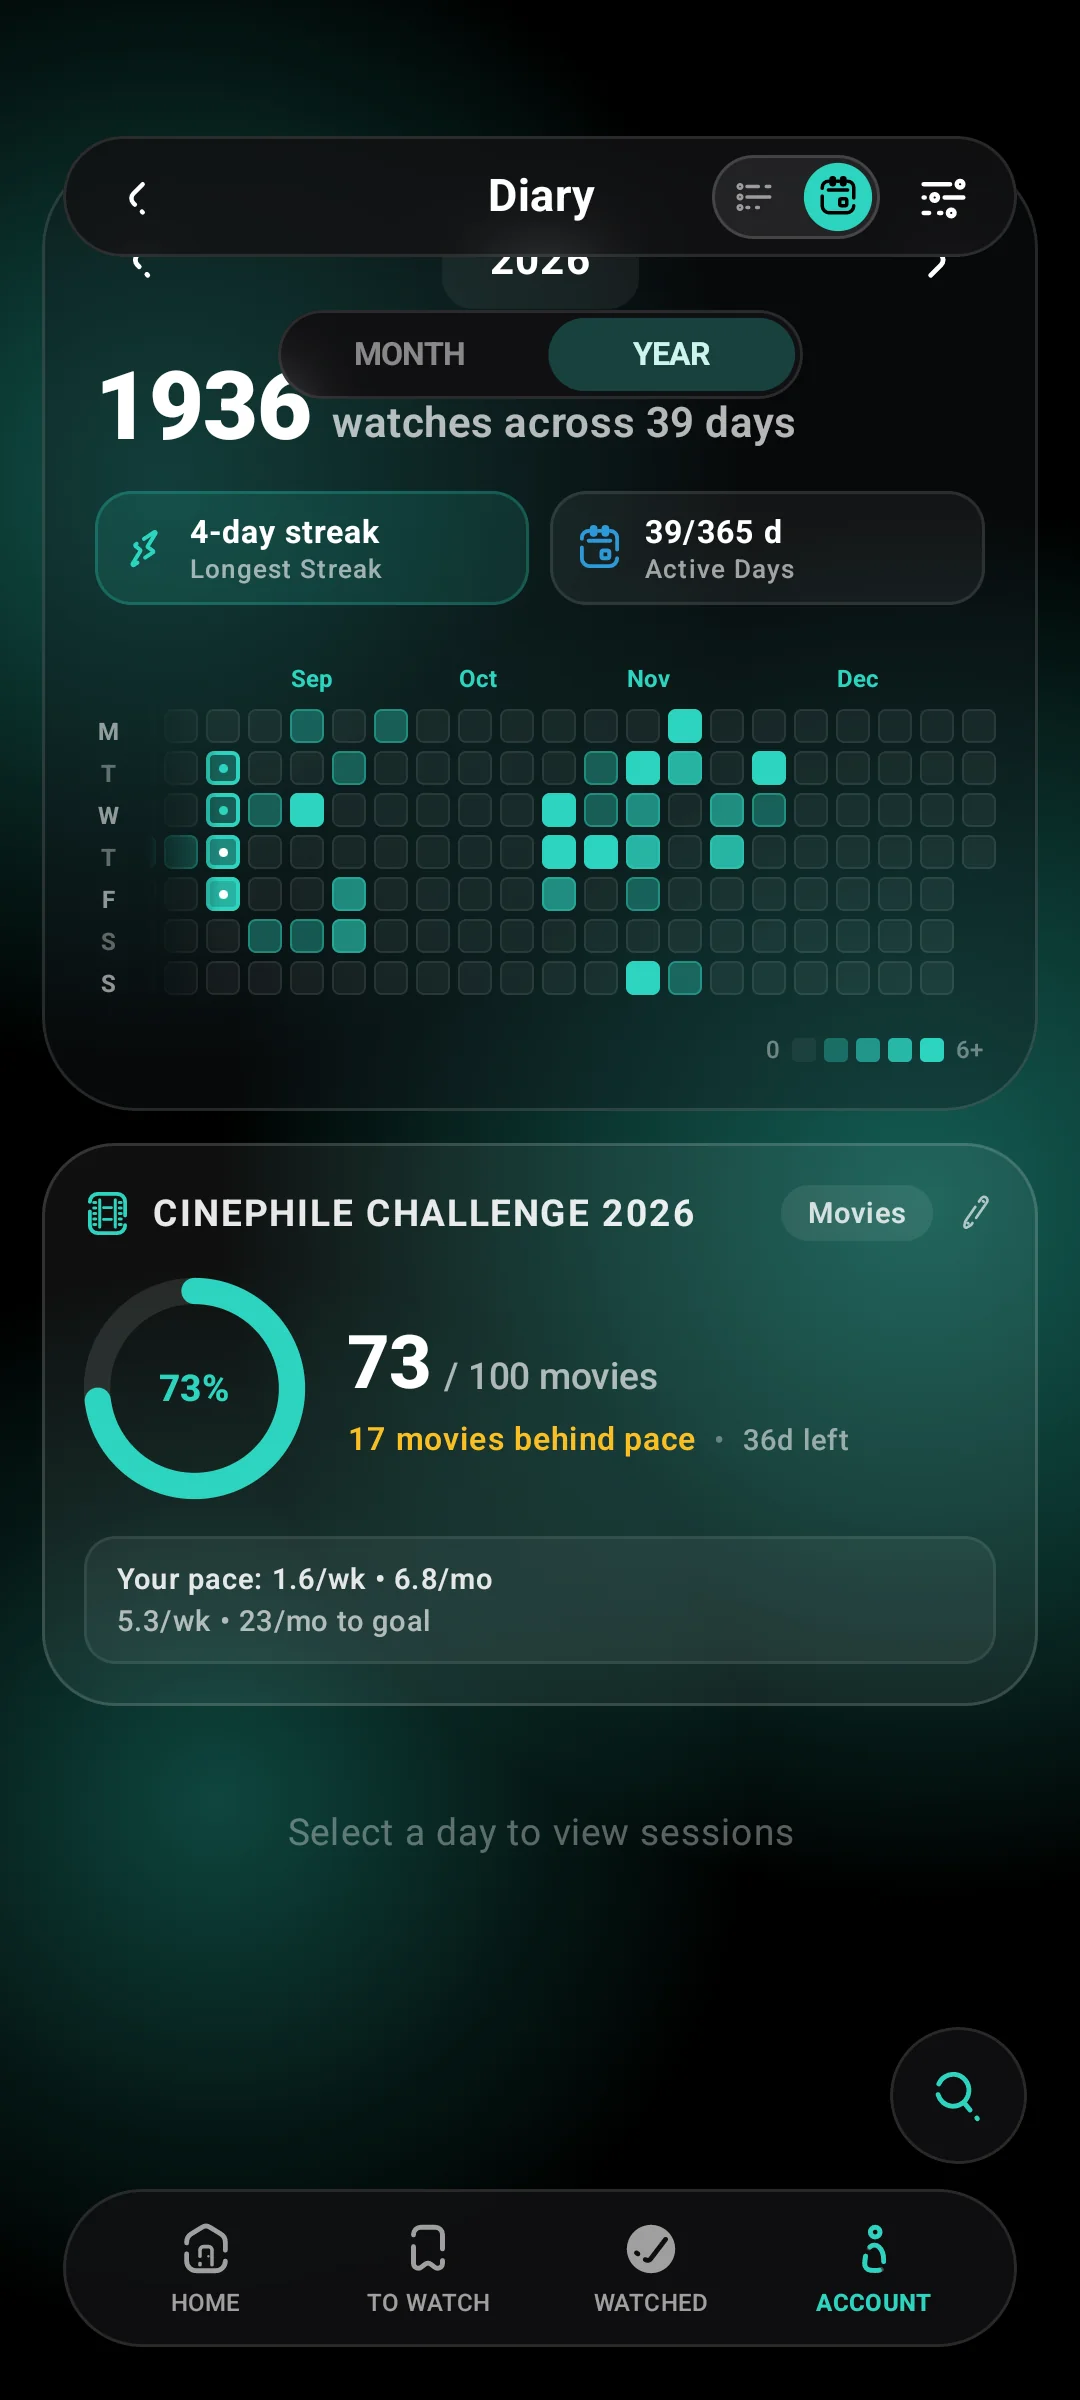 Diary
2026
MONTH YEAR
1936 watches across 39 days
4-day streak
Longest Streak
39/365 d
Active Days
Sep Oct Nov Dec
M
T
W
T
F
S
S
0 6+
CINEPHILE CHALLENGE 2026 Movies
73%
73 / 100 movies
17 movies behind pace • 36d left
Your pace: 1.6/wk • 6.8/mo
5.3/wk • 23/mo to goal
Select a day to view sessions
HOME TO WATCH WATCHED ACCOUNT